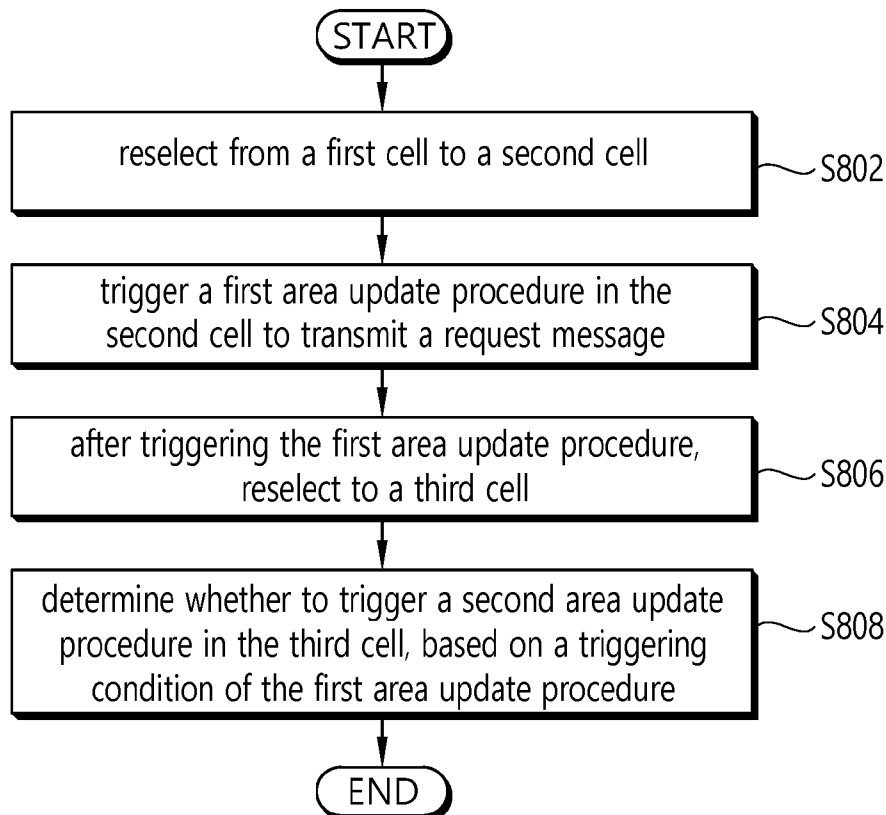 START
reselect from a first cell to a second cell
S802
trigger a first area update procedure in the
second cell to transmit a request message
S804
after triggering the first area update procedure,
reselect to a third cell
S806
determine whether to trigger a second area update
procedure in the third cell, based on a triggering
condition of the first area update procedure
S808
END